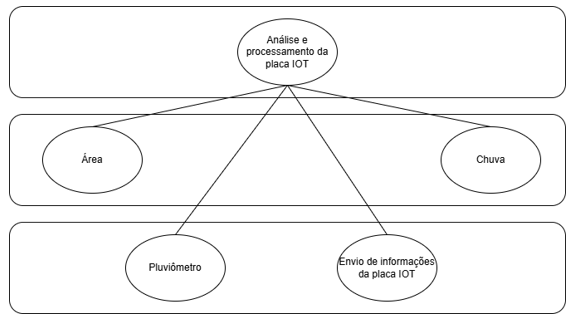 Análise e
processamento da
placa IOT
Área
Chuva
Pluviômetro
Envio de informações
da placa IOT